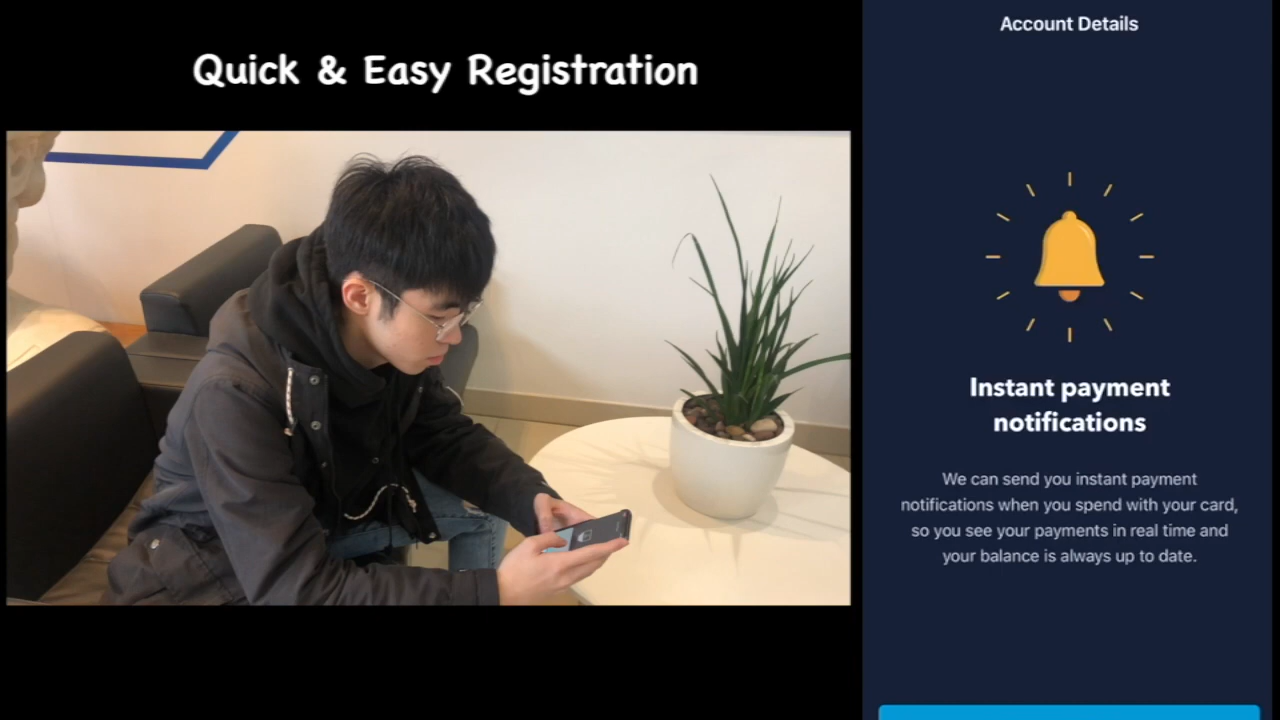 Quick & Easy Registration
Account Details
Instant payment
notifications
We can send you instant payment
notifications when you spend with your card,
so you see your payments in real time and
your balance is always up to date.